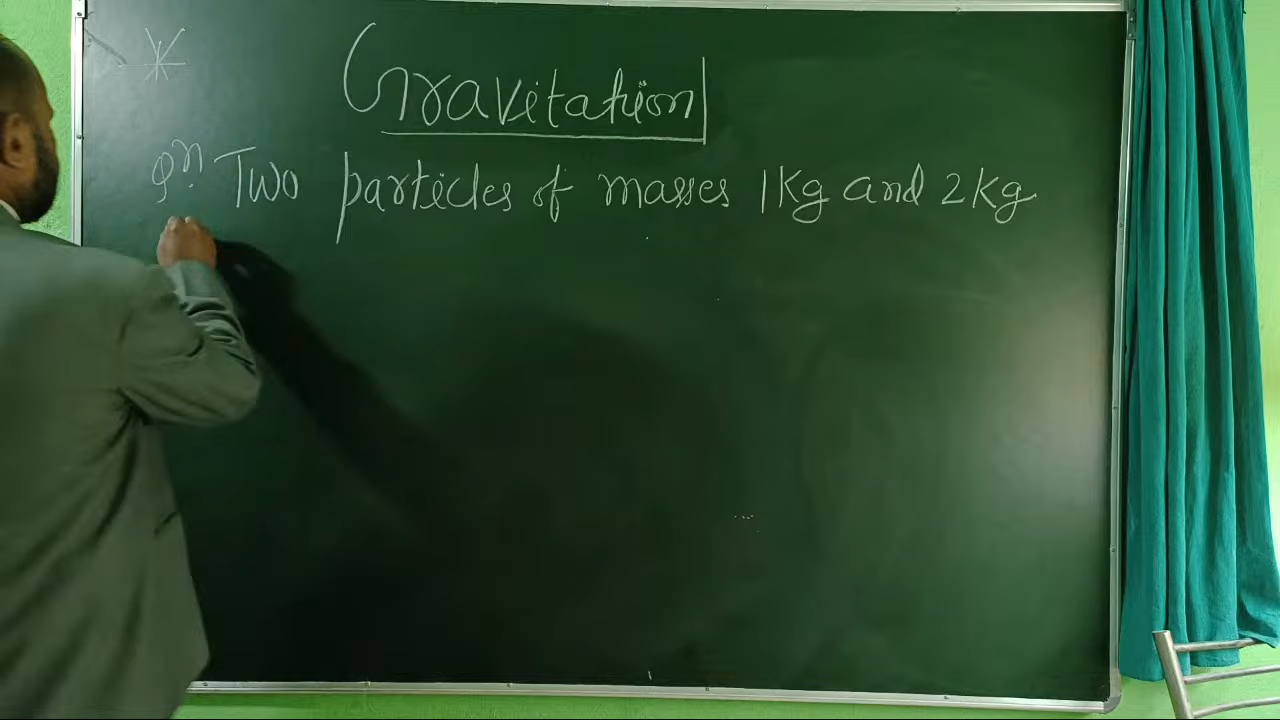 Gravitation
Qn. Two particles of masses 1Kg and 2Kg